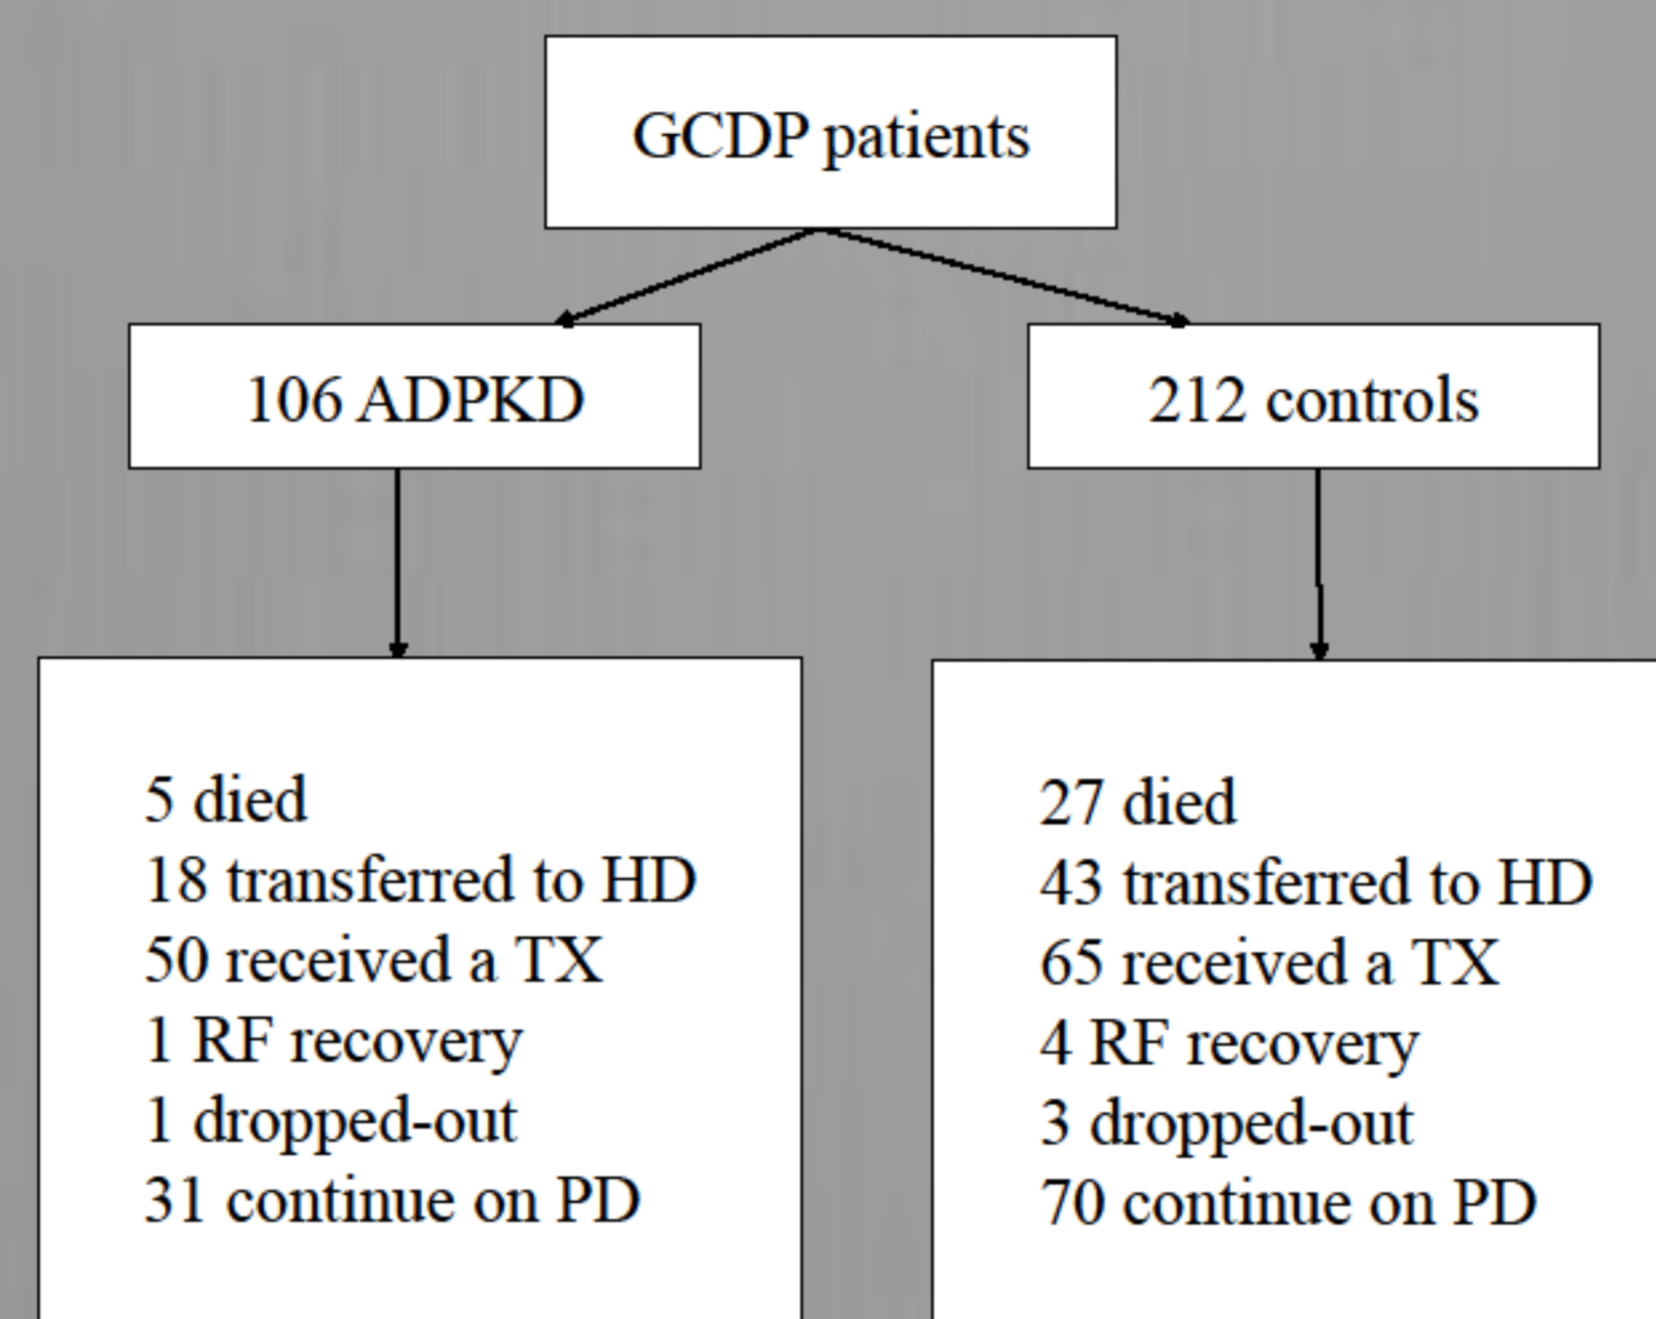 GCDP patients
106 ADPKD
212 controls
5 died
18 transferred to HD
50 received a TX
1 RF recovery
1 dropped-out
31 continue on PD
27 died
43 transferred to HD
65 received a TX
4 RF recovery
3 dropped-out
70 continue on PD